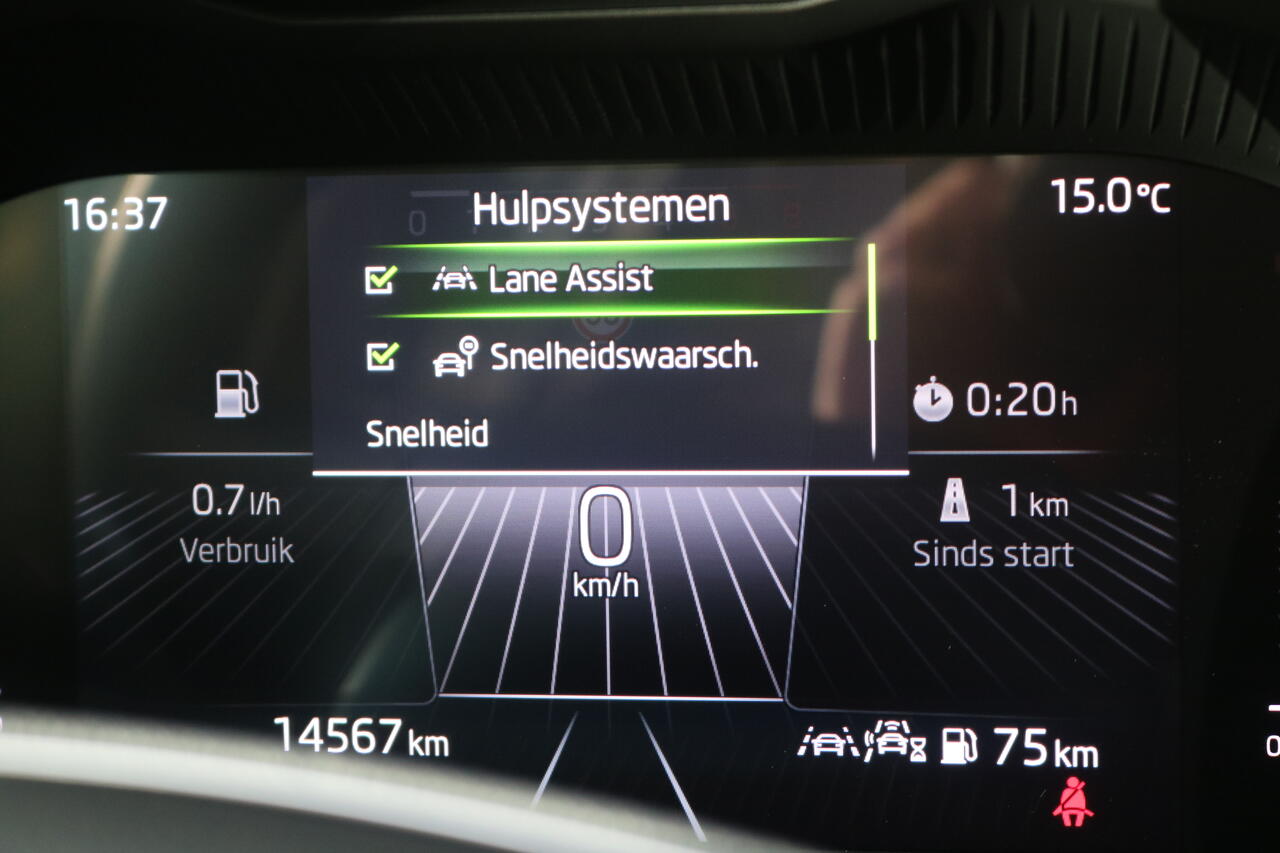 16:37
Hulpsystemen
15.0°C
Lane Assist
Snelheidswaarsch.
0:20 h
Snelheid
0.7 l/h
Verbruik
0
km/h
1 km
Sinds start
14567 km
75 km